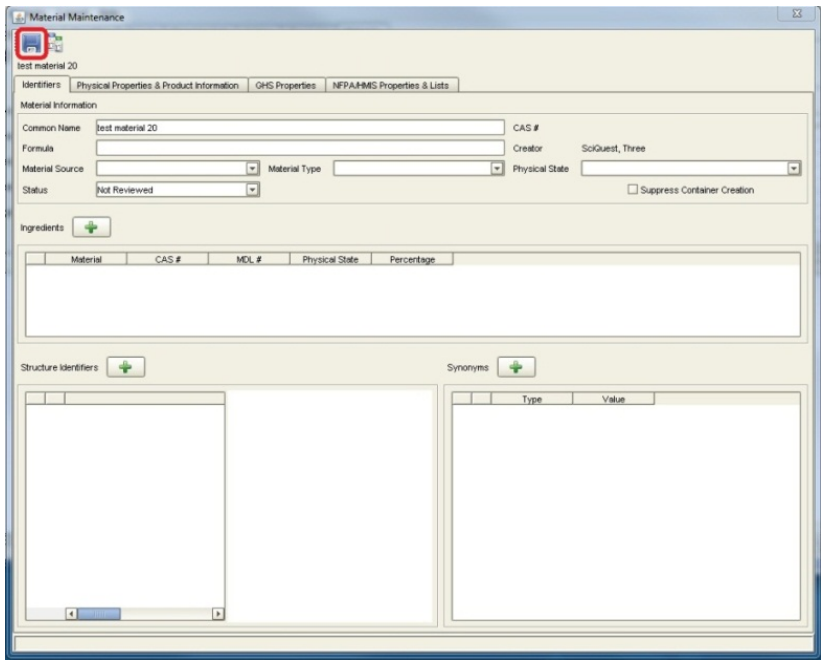 Material Maintenance
test material 20
Identifiers Physical Properties & Product Information GHS Properties NFPA/HMIS Properties & Lists
Material Information
Common Name test material 20 CAS #
Formula Creator SciQuest, Three
Material Source Material Type Physical State
Status Not Reviewed Suppress Container Creation
Ingredients
Material CAS # MDL # Physical State Percentage
Structure Identifiers Synonyms
Type Value